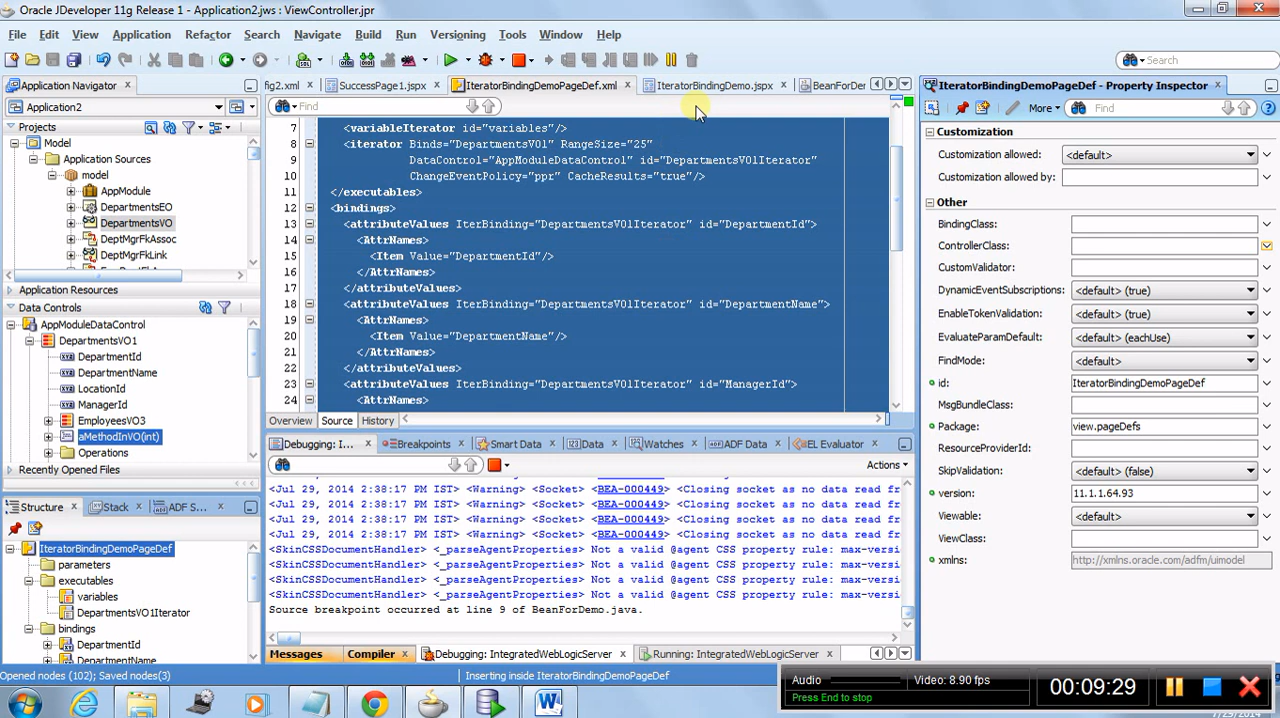 Oracle JDeveloper 11g Release 1 - Application2.jws : ViewController.jpr
File Edit View Application Refactor Search Navigate Build Run Versioning Tools Window Help
Search
Application Navigator
fig2.xml SuccessPage1.jspx IteratorBindingDemoPageDef.xml IteratorBindingDemo.jspx BeanForDer
IteratorBindingDemoPageDef - Property Inspector
Application2
Find
More Find
Projects
Model
Application Sources
model
AppModule
DepartmentsEO
DepartmentsVO
DeptMgrFkAssoc
DeptMgrFkLink
Application Resources
Data Controls
AppModuleDataControl
DepartmentsVO1
DepartmentId
DepartmentName
LocationId
ManagerId
EmployeesVO3
aMethodInVO(int)
Operations
Recently Opened Files
Structure Stack ADF S...
IteratorBindingDemoPageDef
parameters
executables
variables
DepartmentsVO1Iterator
bindings
DepartmentId
DepartmentName
7 <variableIterator id="variables"/>
8 <iterator Binds="DepartmentsVO1" RangeSize="25"
9 DataControl="AppModuleDataControl" id="DepartmentsVO1Iterator"
10 ChangeEventPolicy="ppr" CacheResults="true"/>
11 </executables>
12 <bindings>
13 <attributeValues IterBinding="DepartmentsVO1Iterator" id="DepartmentId">
14 <AttrNames>
15 <Item Value="DepartmentId"/>
16 </AttrNames>
17 </attributeValues>
18 <attributeValues IterBinding="DepartmentsVO1Iterator" id="DepartmentName">
19 <AttrNames>
20 <Item Value="DepartmentName"/>
21 </AttrNames>
22 </attributeValues>
23 <attributeValues IterBinding="DepartmentsVO1Iterator" id="ManagerId">
24 <AttrNames>
Overview Source History
Debugging: I... Breakpoints Smart Data Data Watches ADF Data EL Evaluator
Actions
<Jul 29, 2014 2:38:17 PM IST> <Warning> <Socket> <BEA-000449> <Closing socket as no data read fr
<Jul 29, 2014 2:38:17 PM IST> <Warning> <Socket> <BEA-000449> <Closing socket as no data read fr
<Jul 29, 2014 2:38:17 PM IST> <Warning> <Socket> <BEA-000449> <Closing socket as no data read fr
<Jul 29, 2014 2:38:17 PM IST> <Warning> <Socket> <BEA-000449> <Closing socket as no data read fr
<SkinCSSDocumentHandler> <_parseAgentProperties> Not a valid @agent CSS property rule: max-versi
<SkinCSSDocumentHandler> <_parseAgentProperties> Not a valid @agent CSS property rule: max-versi
<SkinCSSDocumentHandler> <_parseAgentProperties> Not a valid @agent CSS property rule: max-versi
<SkinCSSDocumentHandler> <_parseAgentProperties> Not a valid @agent CSS property rule: max-versi
Source breakpoint occurred at line 9 of BeanForDemo.java.
Messages Compiler Debugging: IntegratedWebLogicServer Running: IntegratedWebLogicServer
Customization
Customization allowed: <default>
Customization allowed by:
Other
BindingClass:
ControllerClass:
CustomValidator:
DynamicEventSubscriptions: <default> (true)
EnableTokenValidation: <default> (true)
EvaluateParamDefault: <default> (eachUse)
FindMode: <default>
id: IteratorBindingDemoPageDef
MsgBundleClass:
Package: view.pageDefs
ResourceProviderId:
SkipValidation: <default> (false)
version: 11.1.1.64.93
Viewable: <default>
ViewClass:
xmlns: http://xmlns.oracle.com/adfm/uimodel
Opened nodes (102); Saved nodes(3) Inserting inside IteratorBindingDemoPageDef
Audio Video: 8.90 fps
Press End to stop
00:09:29